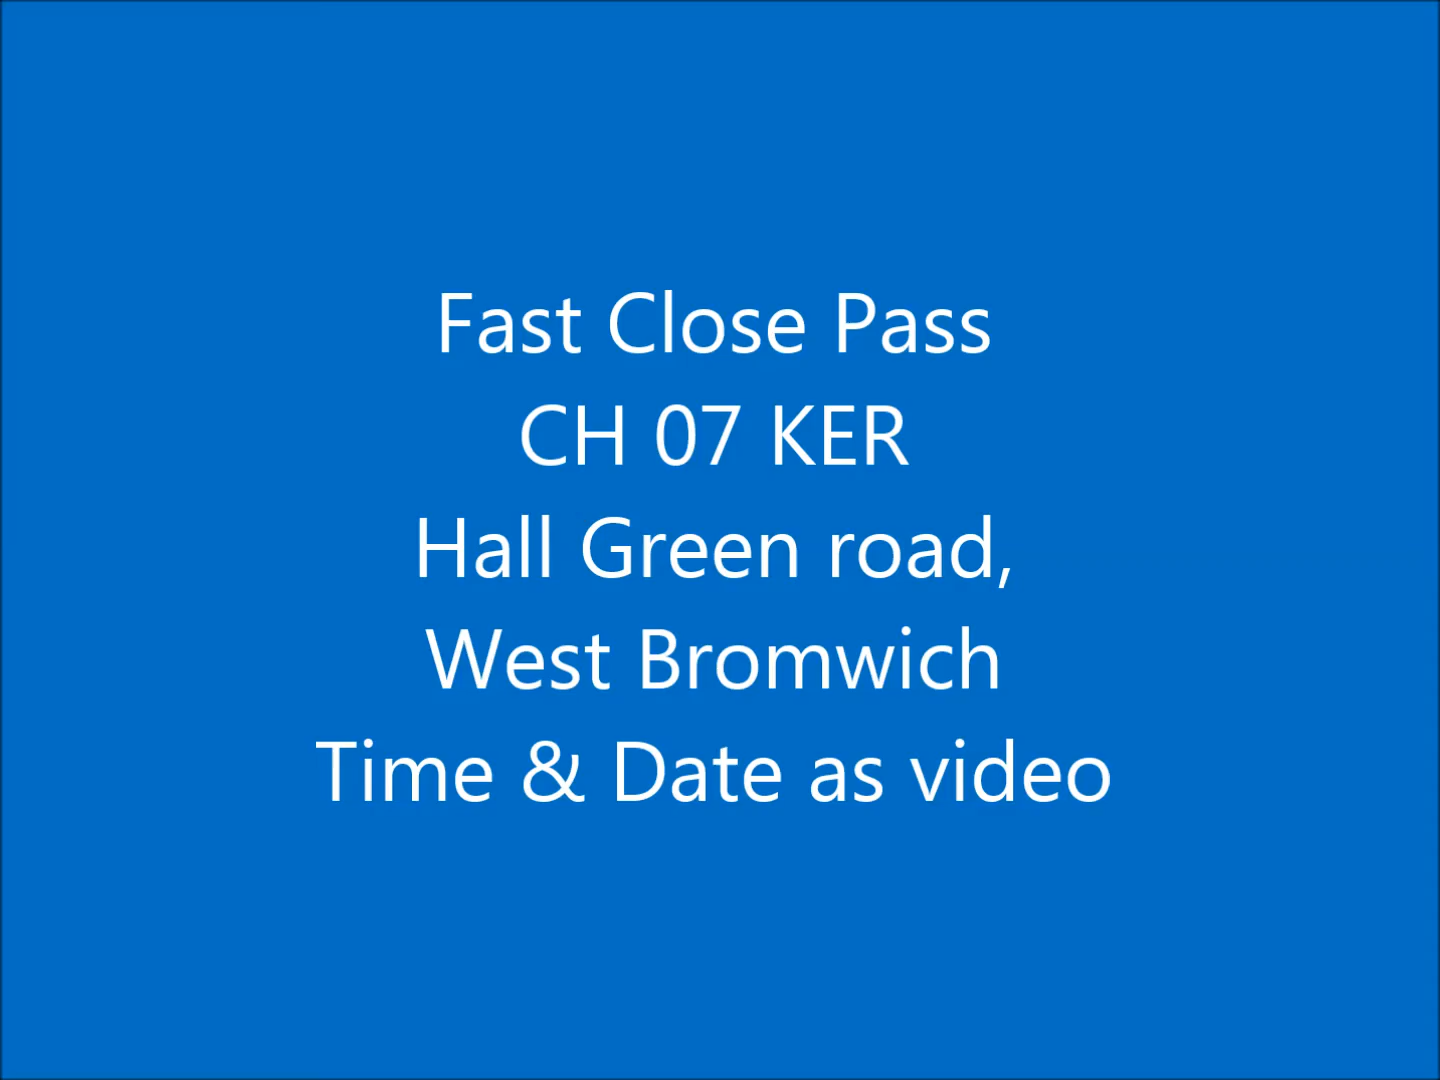 Fast Close Pass
CH 07 KER
Hall Green road,
West Bromwich
Time & Date as video